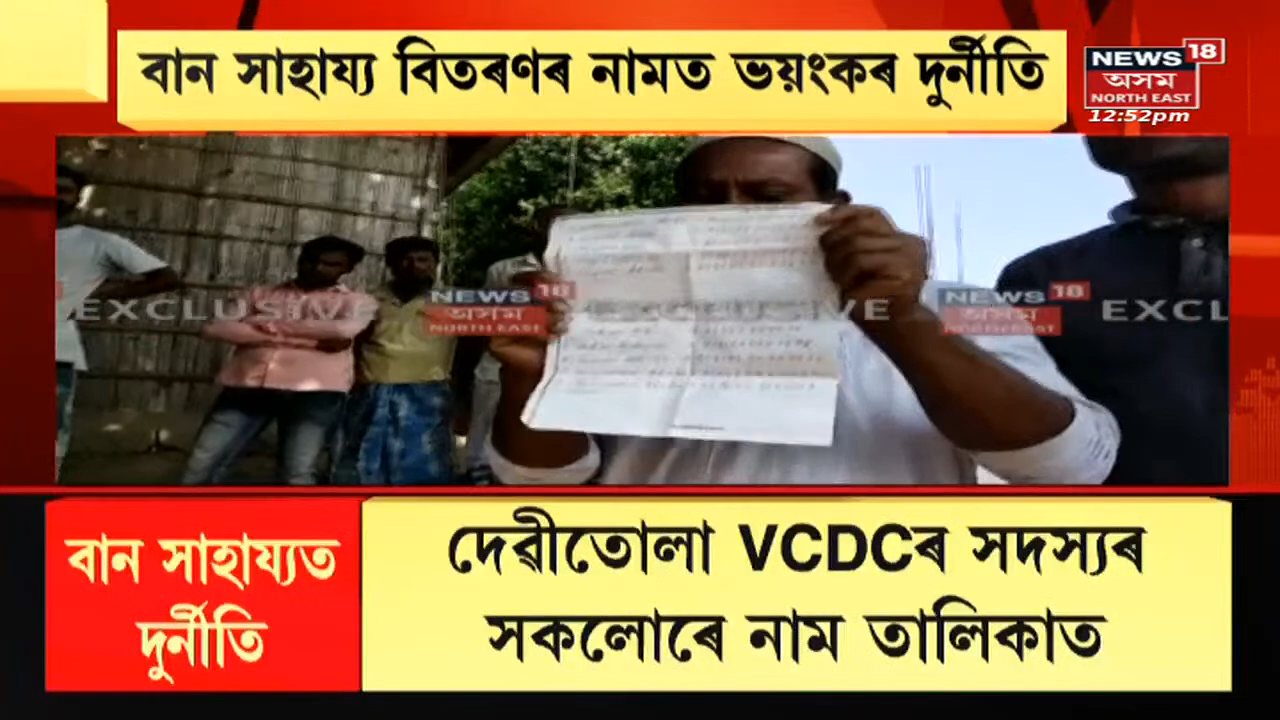 বান সাহায্য বিতৰণৰ নামত ভয়ংকৰ দুৰ্নীতি
NEWS 18
অসম
NORTH EAST
12:52pm
EXCLUSIVE
NEWS 18
অসম
NORTH EAST
EXCLUSIVE
NEWS 18
অসম
NORTH EAST
EXCL
বান সাহায্যত
দুৰ্নীতি
দেৱীতোলা VCDCৰ সদস্যৰ
সকলোৰে নাম তালিকাত